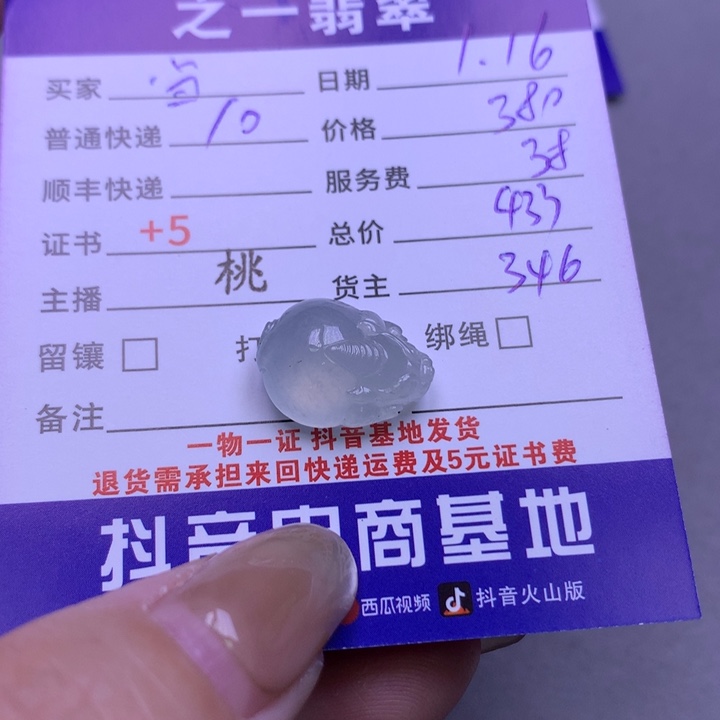 之一翡翠
买家 当 日期 1.16
普通快递 10 价格 380
顺丰快递 服务费 38
证书 +5 总价 433
主播 桃 货主 346
留镶 打 绑绳
备注
一物一证 抖音基地发货
退货需承担来回快递运费及5元证书费
抖音电商基地
西瓜视频 抖音火山版